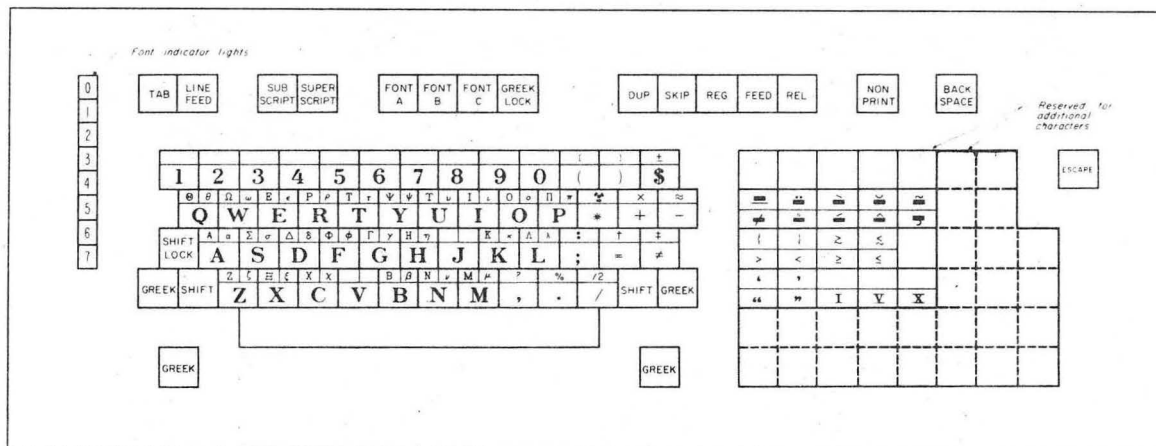 Font indicator lights
0
1
2
3
4
5
6
7
TAB LINE FEED
SUB SCRIPT SUPER SCRIPT
FONT A FONT B FONT C GREEK LOCK
DUP SKIP REG FEED REL
NON PRINT
BACK SPACE
Reserved for
additional
characters
ESCAPE
±
1 2 3 4 5 6 7 8 9 0 ( ) $
Θ θ Ω ω E ϵ P ρ T τ Ψ ψ Υ υ I ι O o Π π × ≈
Q W E R T Y U I O P * + −
A α Σ σ Δ δ Φ ϕ Γ γ H η K κ Λ λ : † ‡
SHIFT LOCK A S D F G H J K L ; = ≠
Z ζ Ξ ξ X χ B β N ν M μ ? % /2
GREEK SHIFT Z X C V B N M , . / SHIFT GREEK
GREEK GREEK
> < ≥ ≤
‘ ’
“ ” I V X